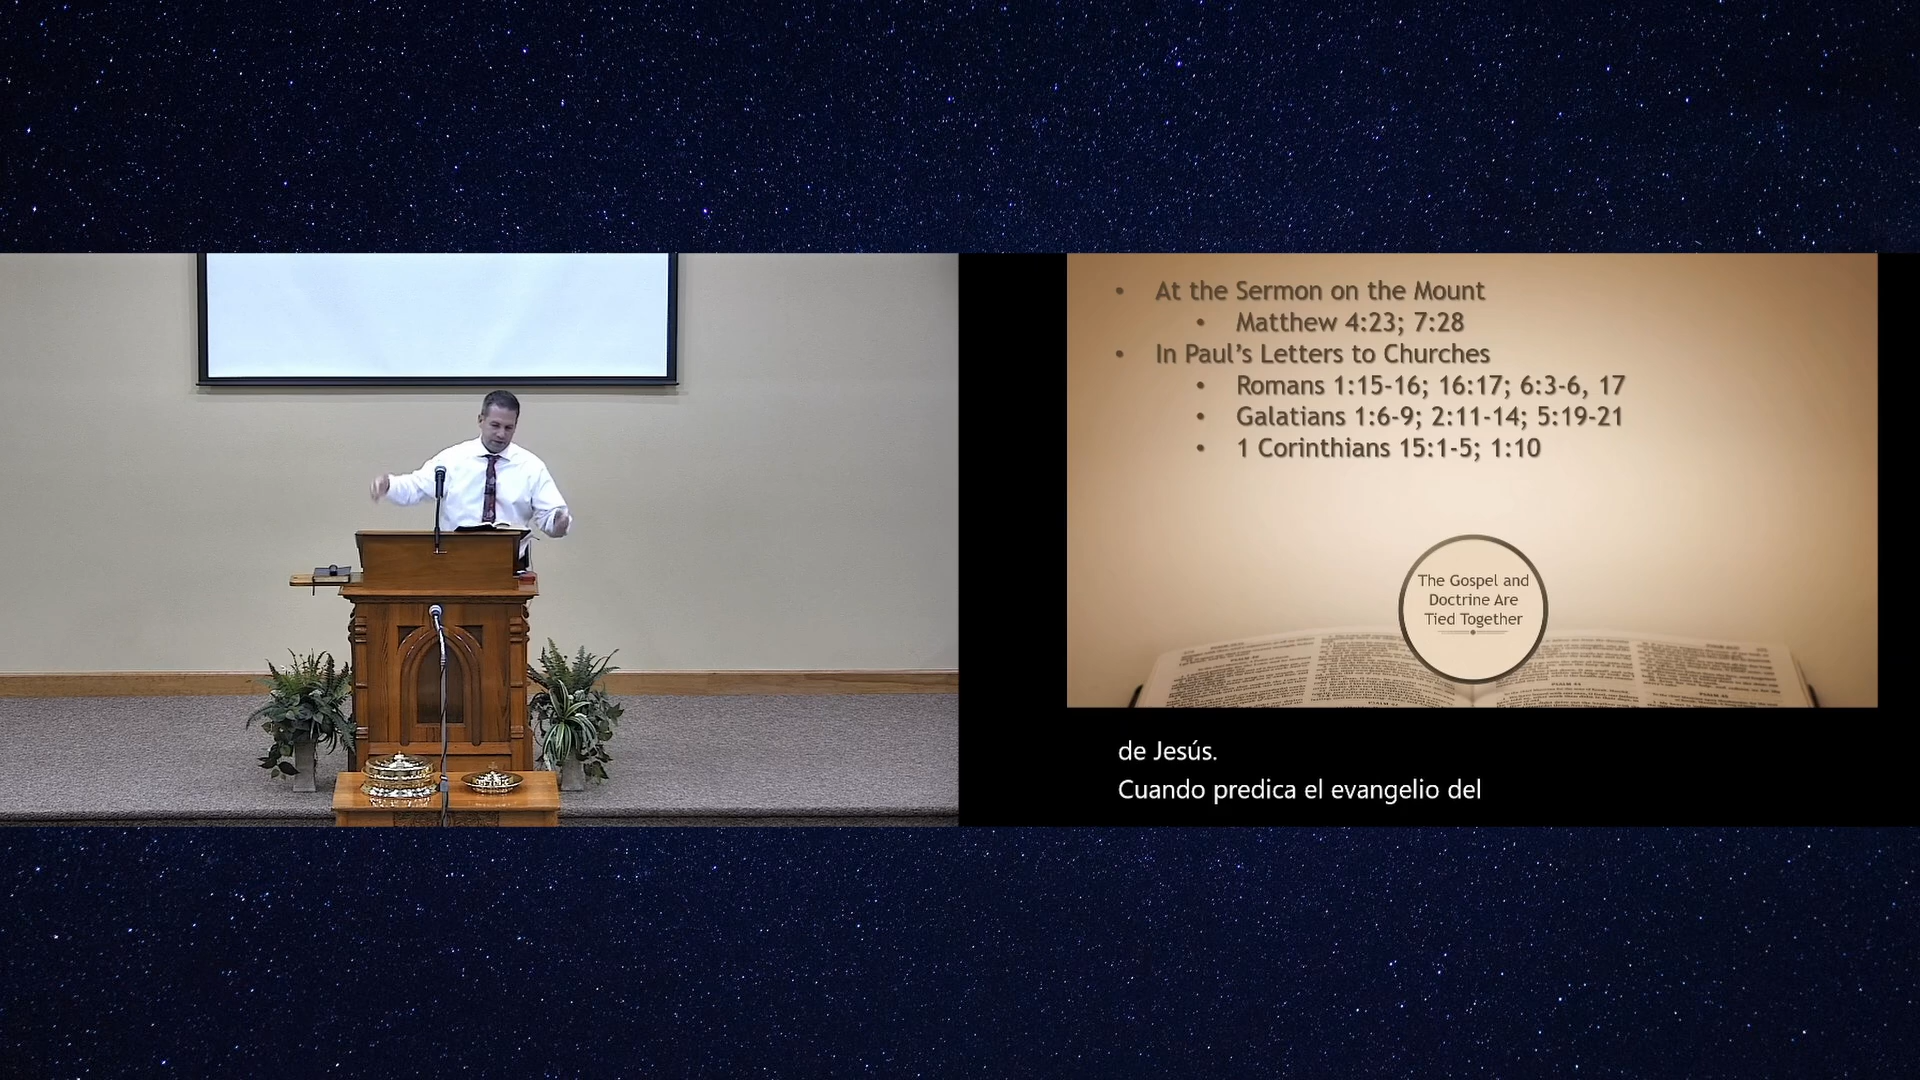 • At the Sermon on the Mount
• Matthew 4:23; 7:28
• In Paul’s Letters to Churches
• Romans 1:15-16; 16:17; 6:3-6, 17
• Galatians 1:6-9; 2:11-14; 5:19-21
• 1 Corinthians 15:1-5; 1:10
The Gospel and
Doctrine Are
Tied Together
de Jesús.
Cuando predica el evangelio del